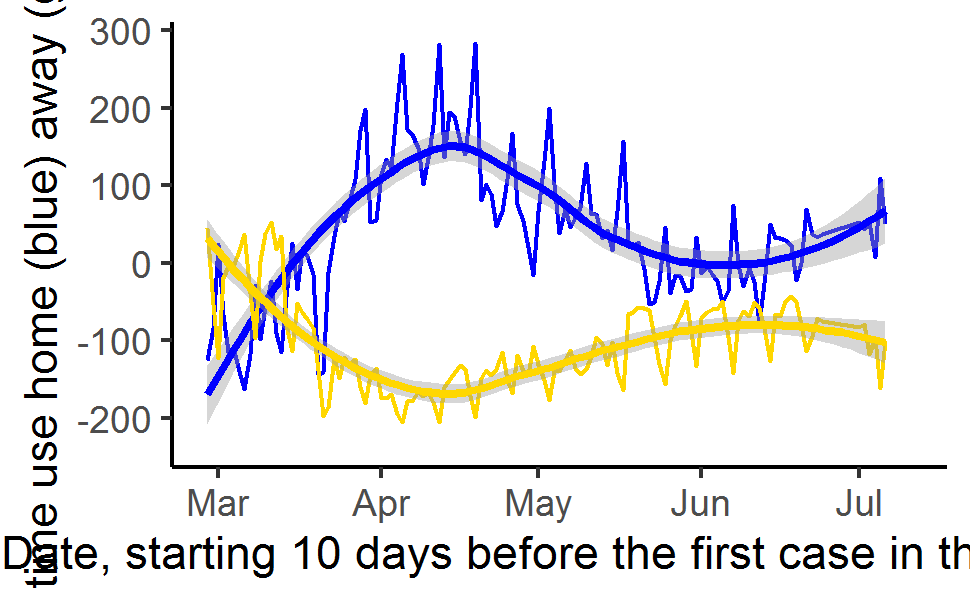 time use home (blue) away (
300
200
100
0
-100
-200
Mar Apr May Jun Jul
Date, starting 10 days before the first case in th